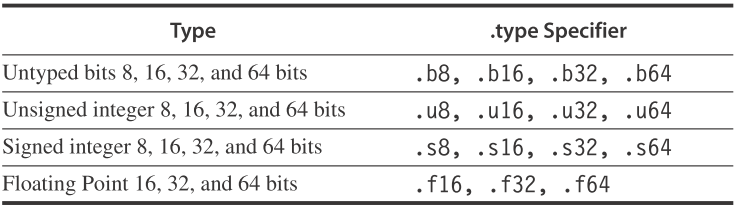 Type .type Specifier
Untyped bits 8, 16, 32, and 64 bits .b8, .b16, .b32, .b64
Unsigned integer 8, 16, 32, and 64 bits .u8, .u16, .u32, .u64
Signed integer 8, 16, 32, and 64 bits .s8, .s16, .s32, .s64
Floating Point 16, 32, and 64 bits .f16, .f32, .f64